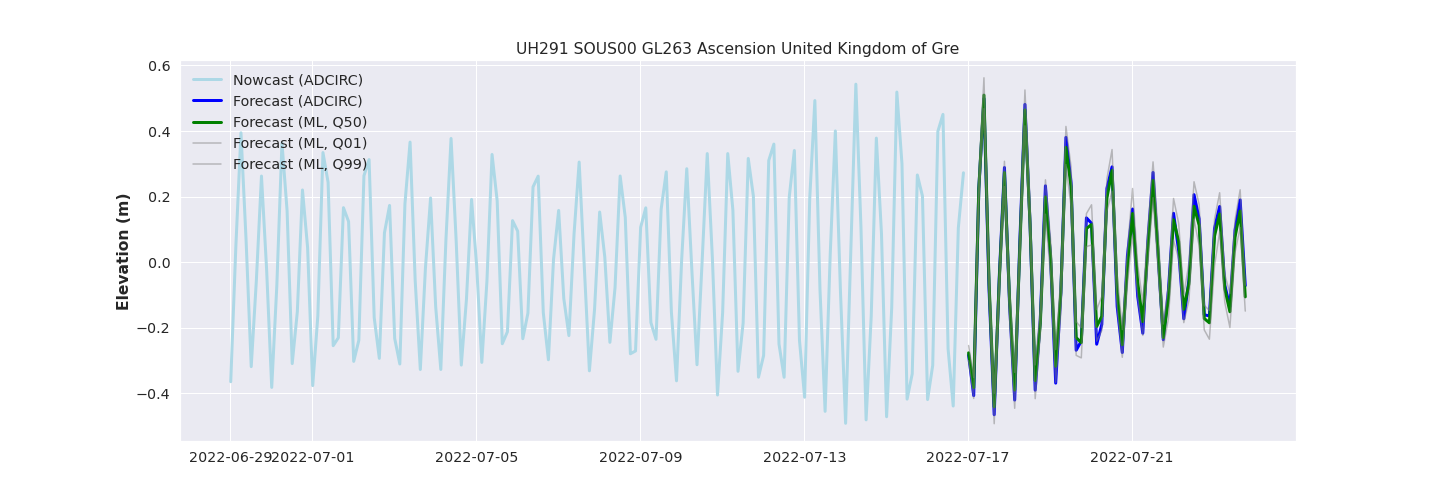 UH291 SOUS00 GL263 Ascension United Kingdom of Gre
0.6
0.4
0.2
0.0
−0.2
−0.4
Elevation (m)
Nowcast (ADCIRC)
Forecast (ADCIRC)
Forecast (ML, Q50)
Forecast (ML, Q01)
Forecast (ML, Q99)
2022-06-29 2022-07-01 2022-07-05 2022-07-09 2022-07-13 2022-07-17 2022-07-21